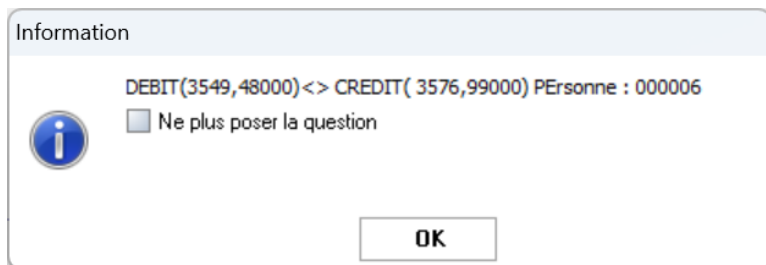 Information
DEBIT(3549,48000)<> CREDIT( 3576,99000) PErsonne : 000006
Ne plus poser la question
OK